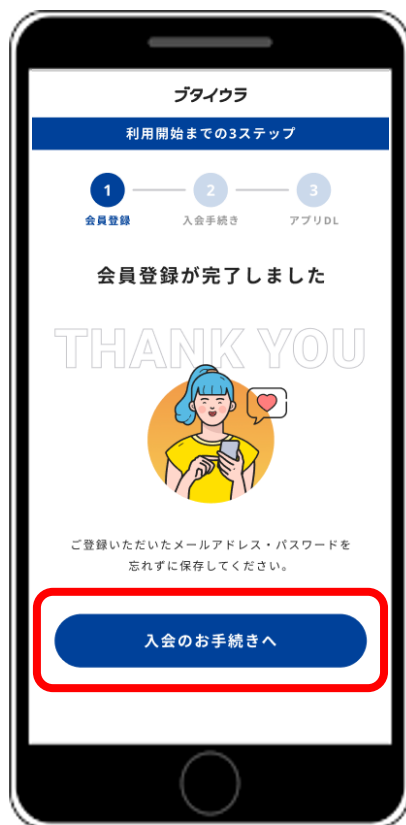 ブタイウラ
利用開始までの3ステップ
1 2 3
会員登録 入会手続き アプリDL
会員登録が完了しました
THANK YOU
ご登録いただいたメールアドレス・パスワードを
忘れずに保存してください。
入会のお手続きへ